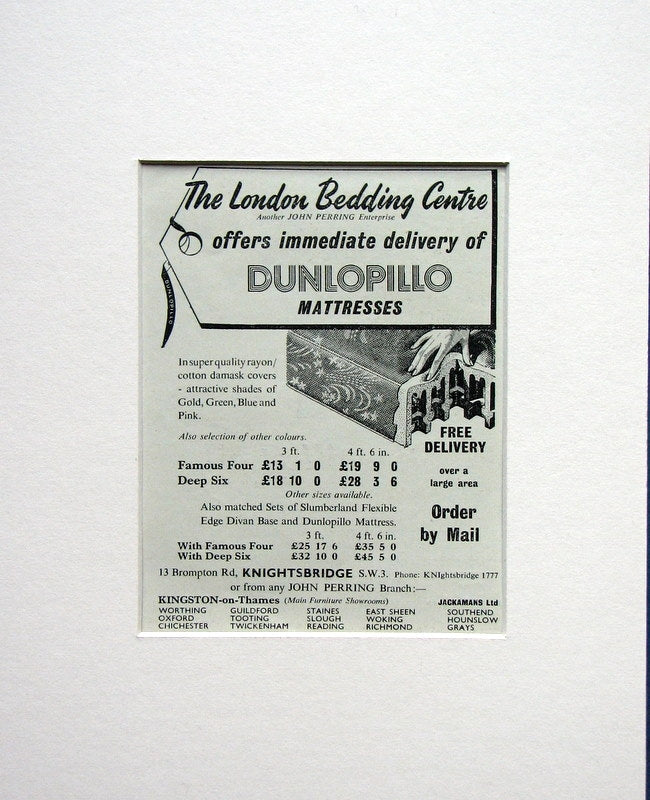 The London Bedding Centre
Another JOHN PERRING Enterprise
offers immediate delivery of
DUNLOPILLO
MATTRESSES
DUNLOPILLO
In super quality rayon/
cotton damask covers
- attractive shades of
Gold, Green, Blue and
Pink.
Also selection of other colours.
3 ft. 4 ft. 6 in.
Famous Four £13 1 0 £19 9 0
Deep Six £18 10 0 £28 3 6
Other sizes available.
Also matched Sets of Slumberland Flexible
Edge Divan Base and Dunlopillo Mattress.
3 ft. 4 ft. 6 in.
With Famous Four £25 17 6 £35 5 0
With Deep Six £32 10 0 £45 5 0
FREE
DELIVERY
over a
large area
Order
by Mail
13 Brompton Rd, KNIGHTSBRIDGE S.W.3. Phone: KNIghtsbridge 1777
or from any JOHN PERRING Branch:—
KINGSTON-on-Thames (Main Furniture Showrooms) JACKAMANS Ltd
WORTHING GUILDFORD STAINES EAST SHEEN SOUTHEND
OXFORD TOOTING SLOUGH WOKING HOUNSLOW
CHICHESTER TWICKENHAM READING RICHMOND GRAYS